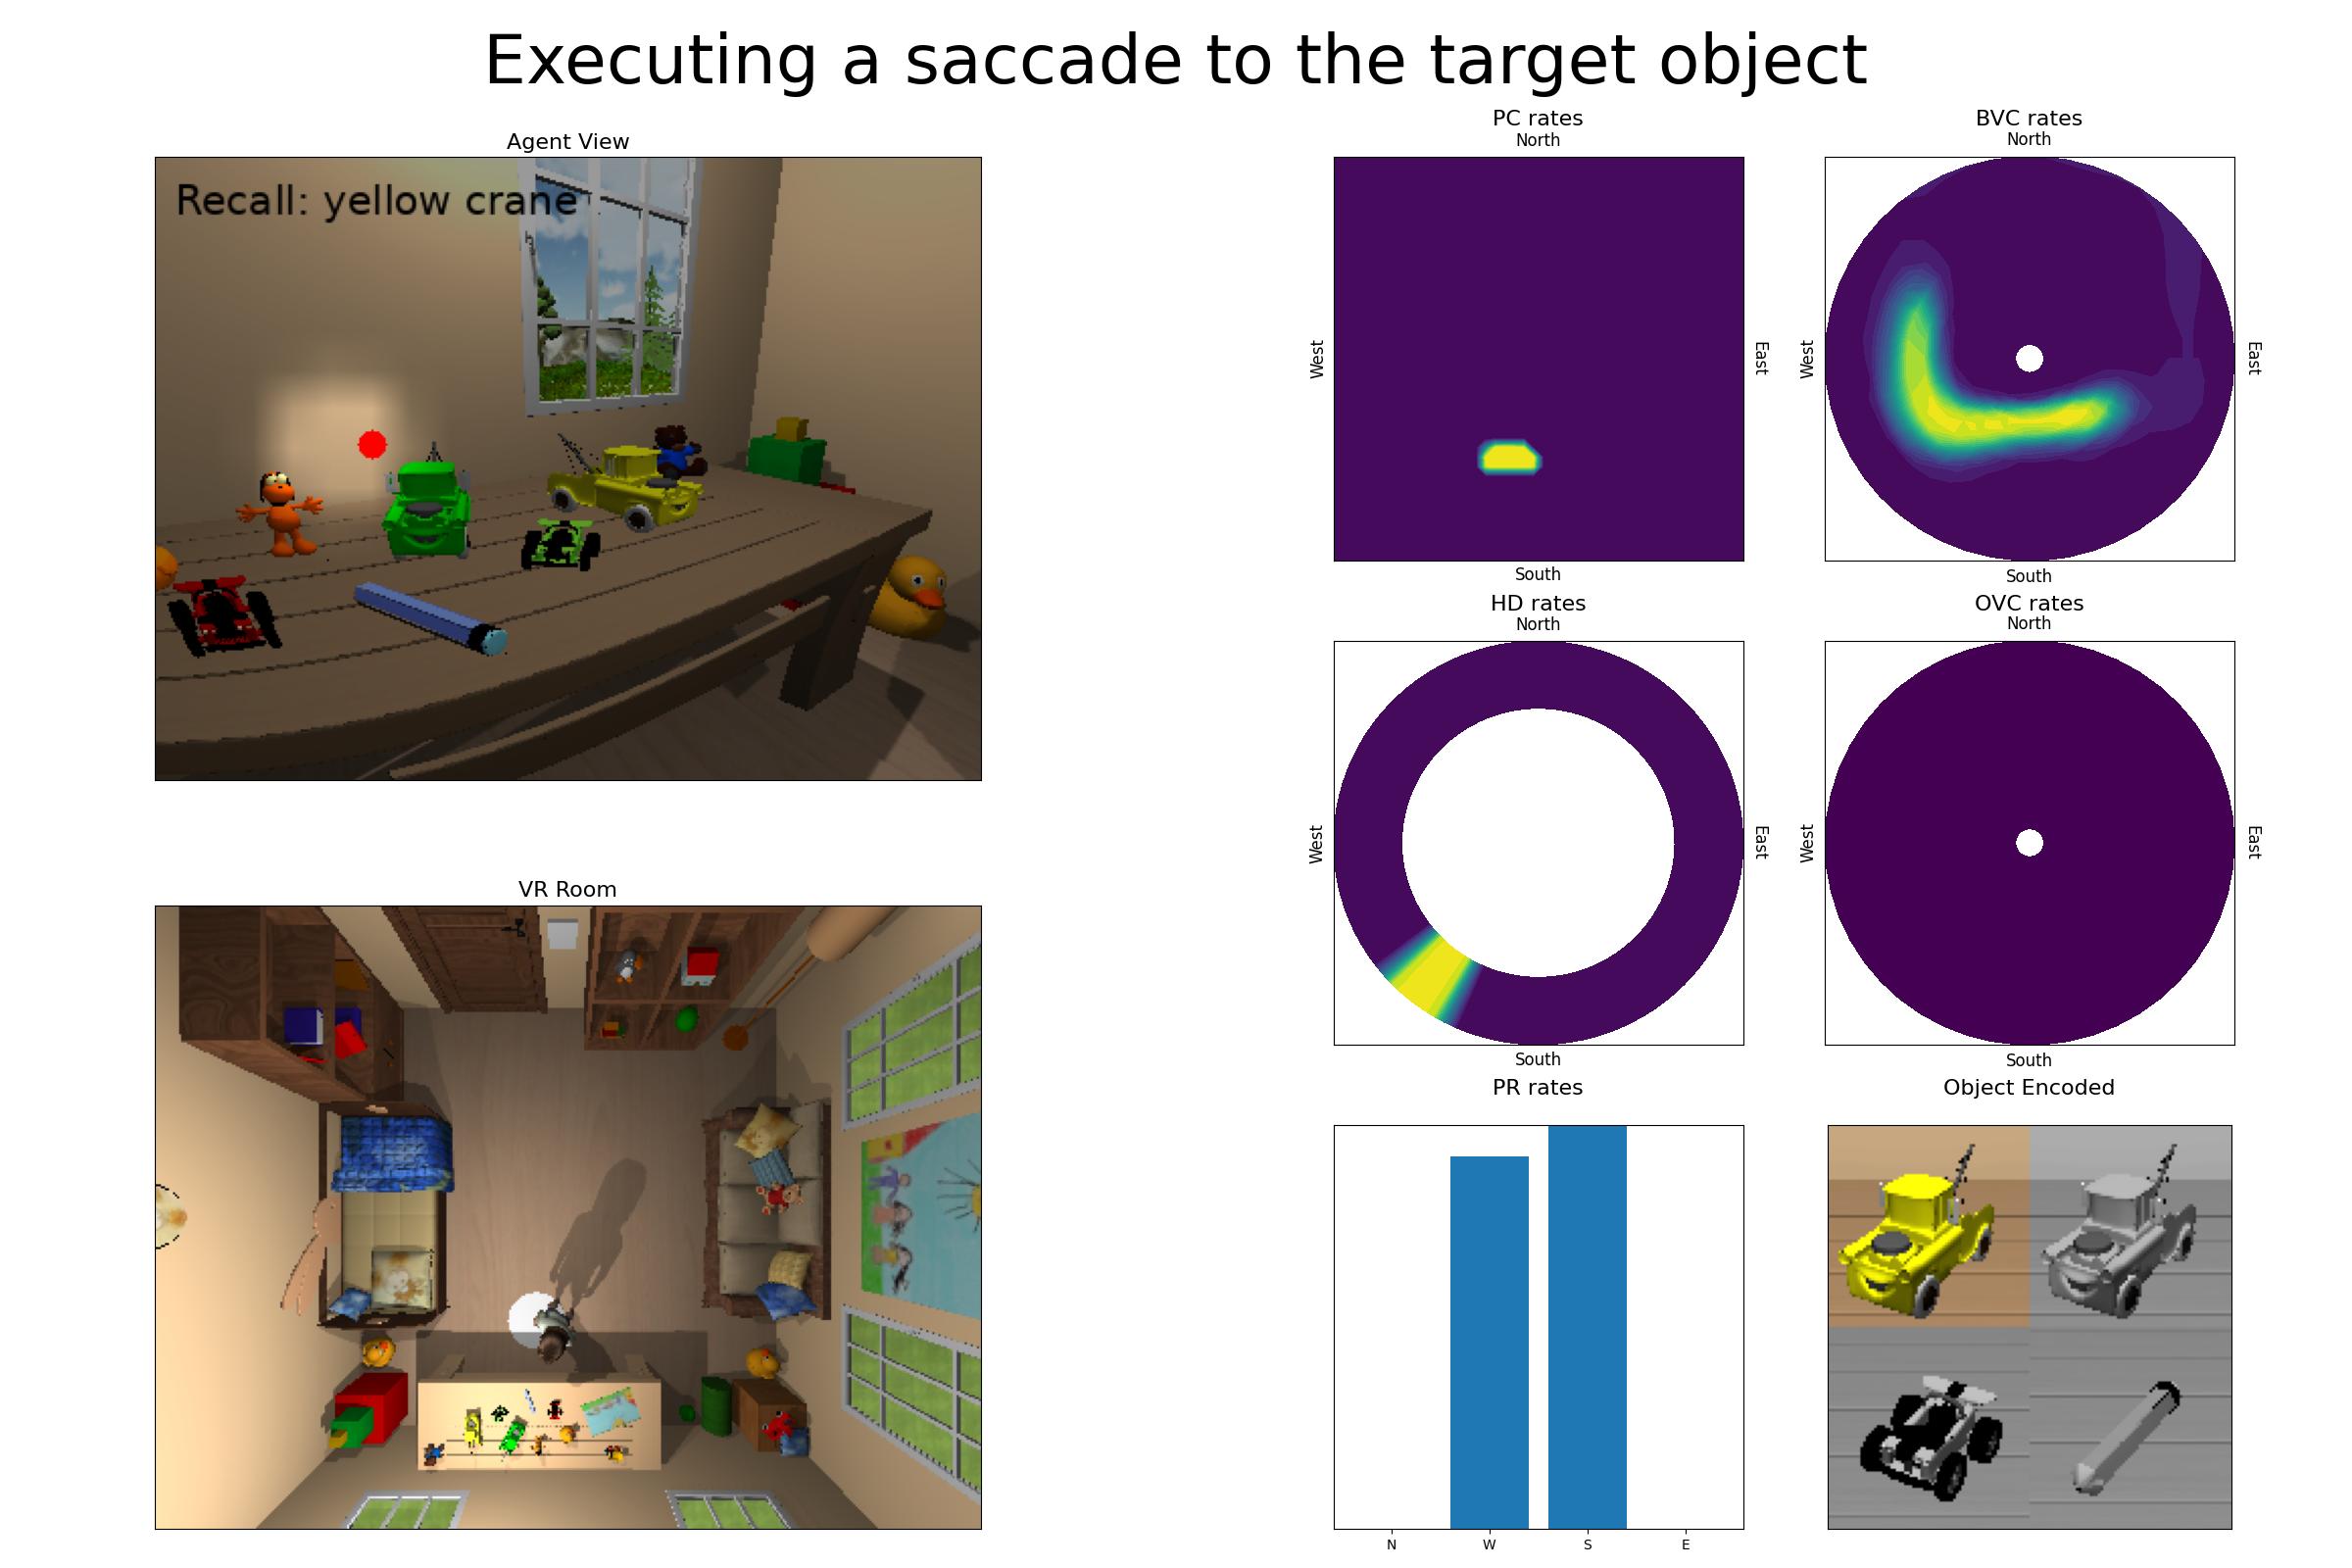 Executing a saccade to the target object
Agent View
Recall: yellow crane
VR Room
PC rates
North
West
East
South
BVC rates
North
West
East
South
HD rates
North
West
East
South
OVC rates
North
West
East
South
PR rates
N W S E
Object Encoded